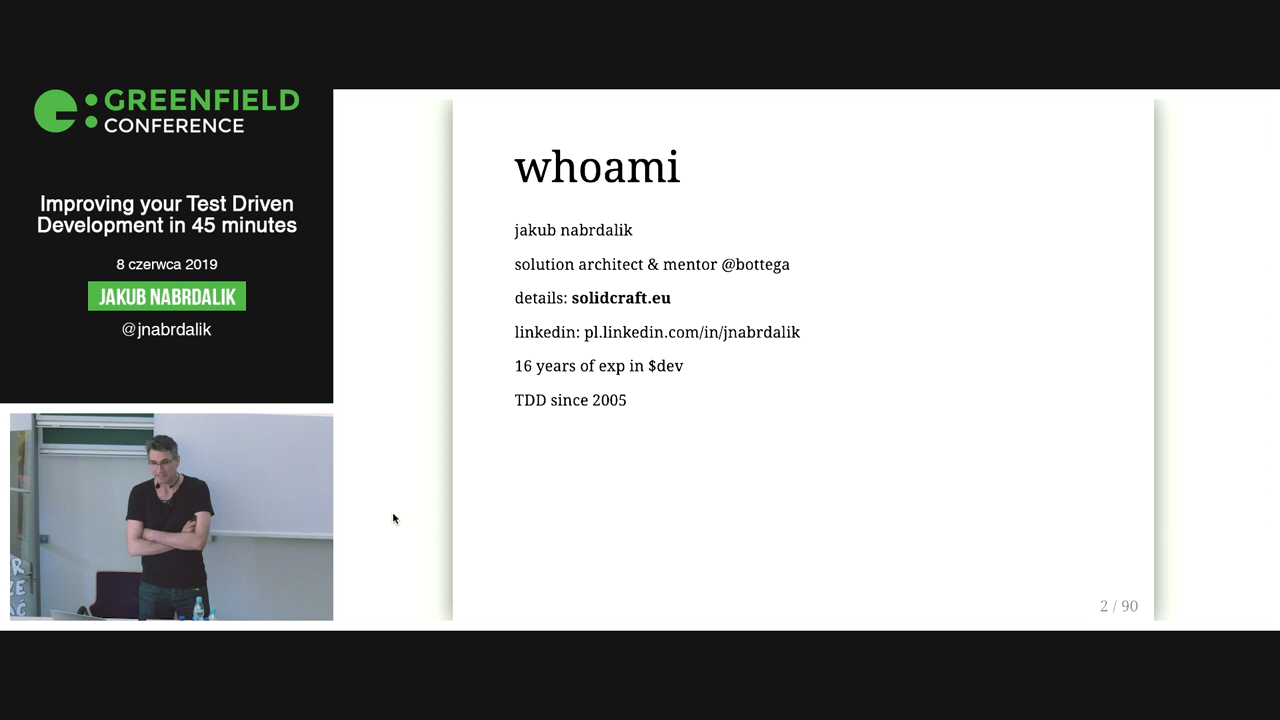 GREENFIELD
CONFERENCE
Improving your Test Driven
Development in 45 minutes
8 czerwca 2019
JAKUB NABRDALIK
@jnabrdalik
whoami
jakub nabrdalik
solution architect & mentor @bottega
details: solidcraft.eu
linkedin: pl.linkedin.com/in/jnabrdalik
16 years of exp in $dev
TDD since 2005
2 / 90
R
ZE
AĆ